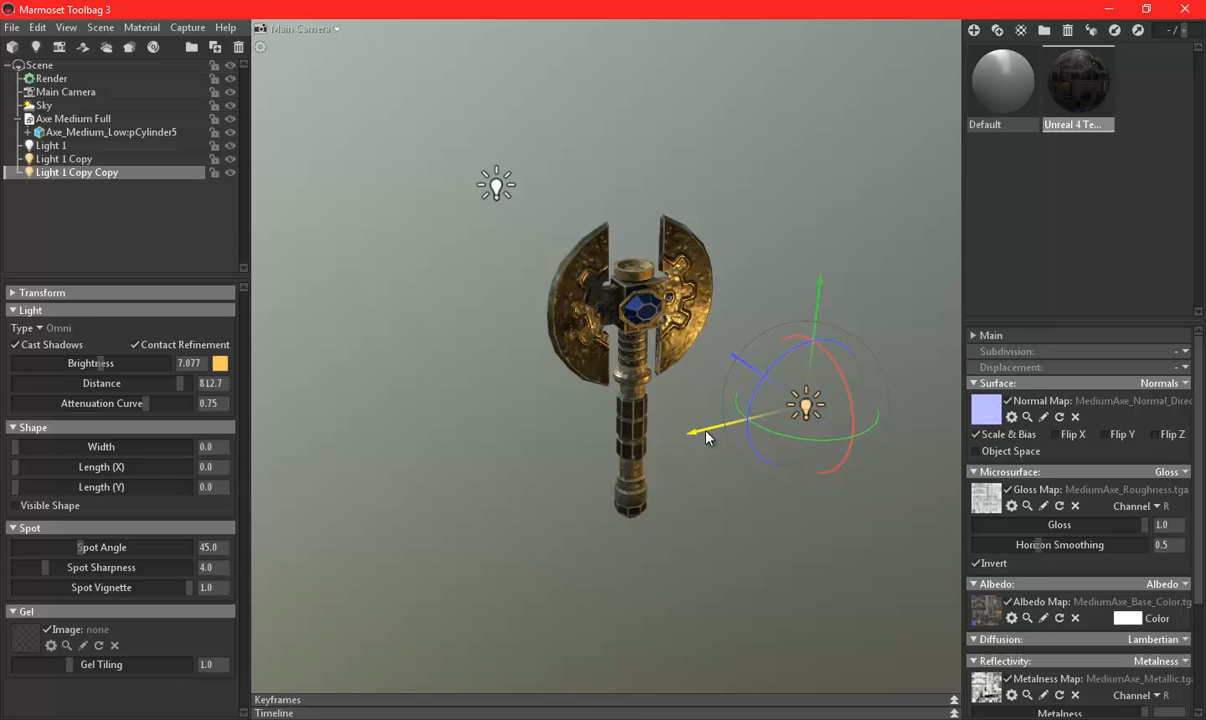 Marmoset Toolbag 3
File Edit View Scene Material Capture Help
Scene
Render
Main Camera
Sky
Axe Medium Full
Axe_Medium_Low:pCylinder5
Light 1
Light 1 Copy
Light 1 Copy Copy
Transform
Light
Type Omni
Cast Shadows Contact Refinement
Brightness 7.077
Distance 812.7
Attenuation Curve 0.75
Shape
Width 0.0
Length (X) 0.0
Length (Y) 0.0
Visible Shape
Spot
Spot Angle 45.0
Spot Sharpness 4.0
Spot Vignette 1.0
Gel
Image: none
Gel Tiling 1.0
Main Camera
Keyframes
Timeline
- /
Default Unreal 4 Te...
Main
Subdivision: -
Displacement: -
Surface: Normals
Normal Map: MediumAxe_Normal_Direc
Scale & Bias Flip X Flip Y Flip Z
Object Space
Microsurface: Gloss
Gloss Map: MediumAxe_Roughness.tga
Channel R
Gloss 1.0
Horizon Smoothing 0.5
Invert
Albedo: Albedo
Albedo Map: MediumAxe_Base_Color.tg
Color
Diffusion: Lambertian
Reflectivity: Metalness
Metalness Map: MediumAxe_Metallic.tg
Channel R
Metalness